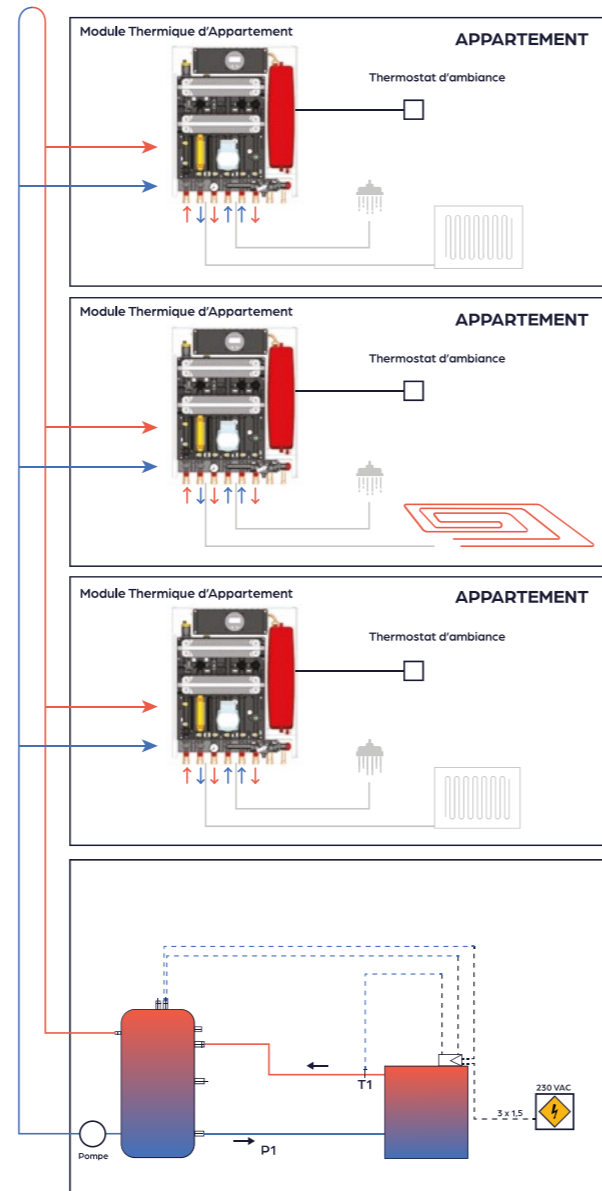 Module Thermique d'Appartement
APPARTEMENT
Thermostat d'ambiance
Module Thermique d'Appartement
APPARTEMENT
Thermostat d'ambiance
Module Thermique d'Appartement
APPARTEMENT
Thermostat d'ambiance
T1
230 VAC
3 x 1,5
Pompe
P1